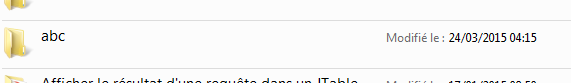 abc Modifié le : 24/03/2015 04:15
Afficher le résultat d'une requête dans un JTable